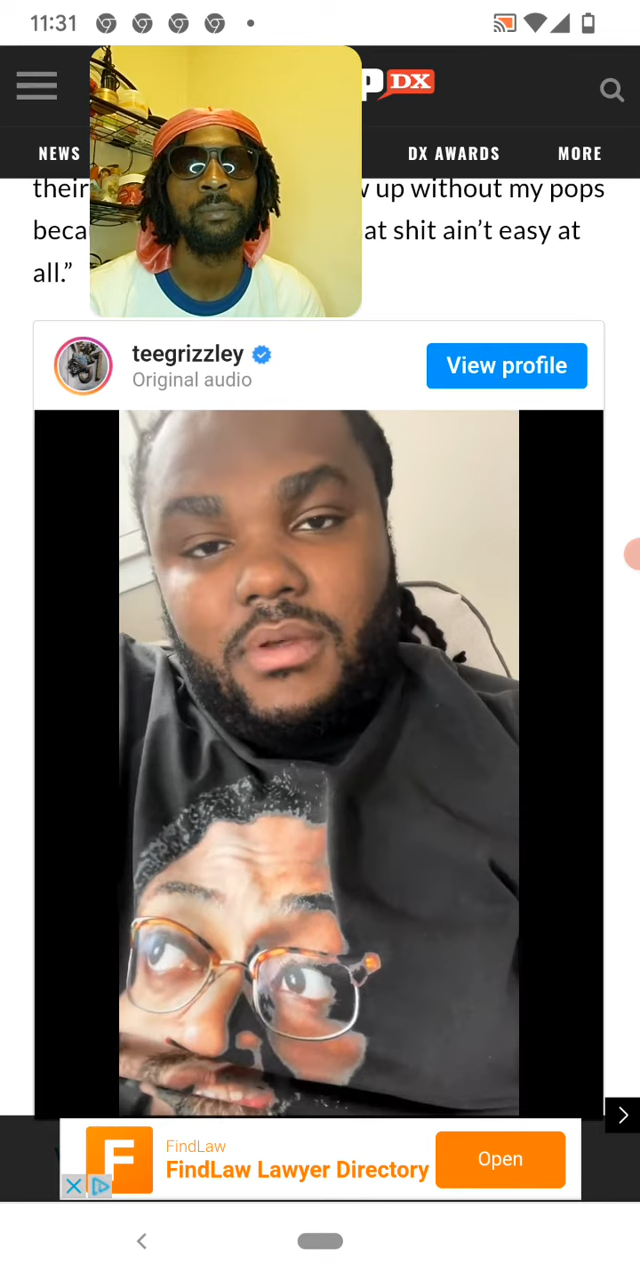 11:31
P DX
NEWS
DX AWARDS
MORE
their
up without my pops
beca
at shit ain’t easy at
all.”
teegrizzley
Original audio
View profile
FindLaw
FindLaw Lawyer Directory
Open